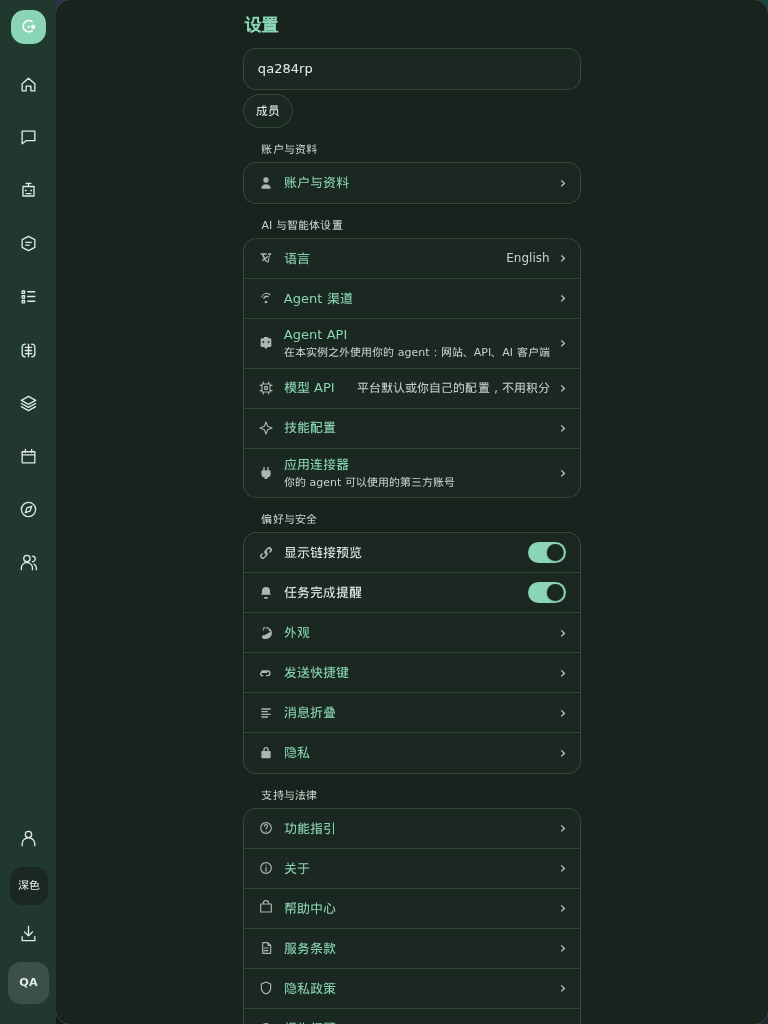 设置
qa284rp
成员
账户与资料
账户与资料
AI 与智能体设置
语言 English
Agent 渠道
Agent API
在本实例之外使用你的 agent：网站、API、AI 客户端
模型 API 平台默认或你自己的配置，不用积分
技能配置
应用连接器
你的 agent 可以使用的第三方账号
偏好与安全
显示链接预览
任务完成提醒
外观
发送快捷键
消息折叠
隐私
支持与法律
功能指引
关于
帮助中心
服务条款
隐私政策
深色
QA